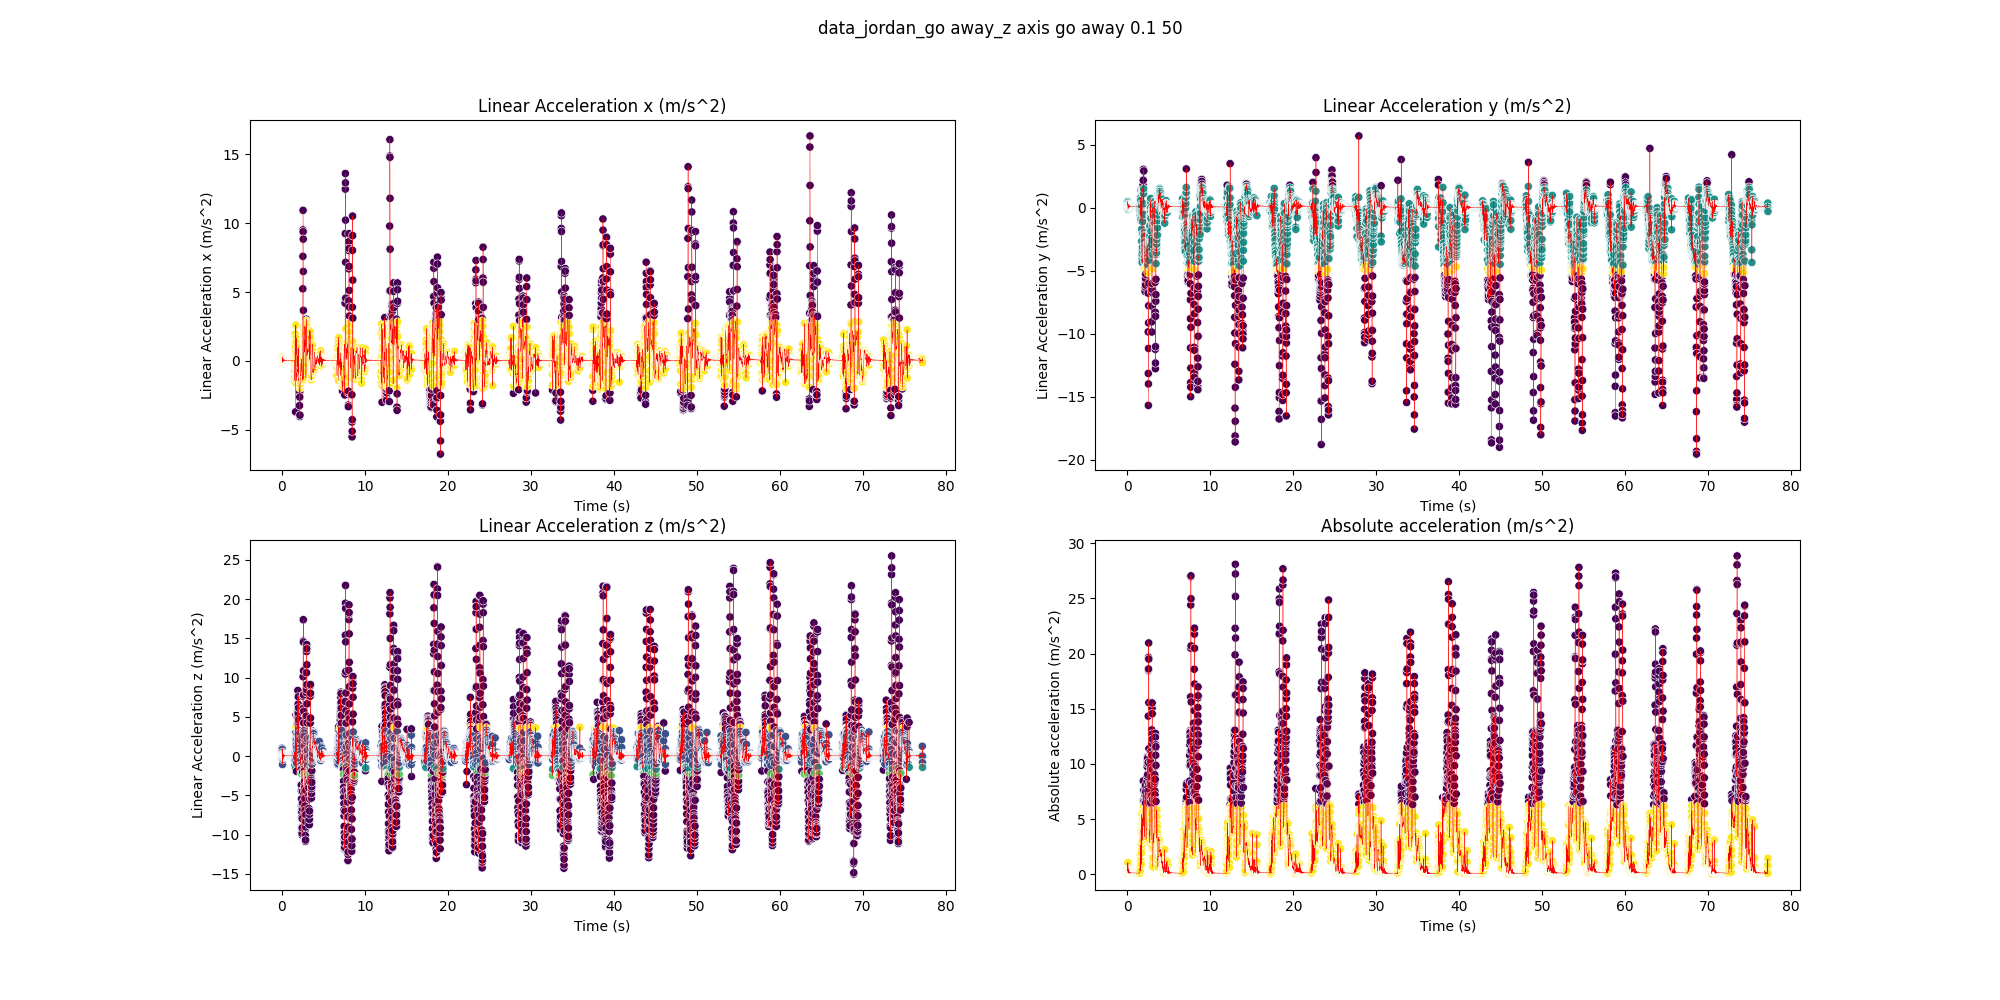 data_jordan_go away_z axis go away 0.1 50
Linear Acceleration x (m/s^2)
Linear Acceleration x (m/s^2)
15
10
5
0
−5
0 10 20 30 40 50 60 70 80
Time (s)
Linear Acceleration y (m/s^2)
Linear Acceleration y (m/s^2)
5
0
−5
−10
−15
−20
0 10 20 30 40 50 60 70 80
Time (s)
Linear Acceleration z (m/s^2)
Linear Acceleration z (m/s^2)
25
20
15
10
5
0
−5
−10
−15
0 10 20 30 40 50 60 70 80
Time (s)
Absolute acceleration (m/s^2)
Absolute acceleration (m/s^2)
30
25
20
15
10
5
0
0 10 20 30 40 50 60 70 80
Time (s)